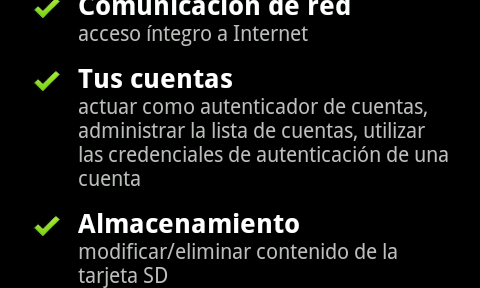 Comunicación de red
acceso íntegro a Internet
Tus cuentas
actuar como autenticador de cuentas,
administrar la lista de cuentas, utilizar
las credenciales de autenticación de una
cuenta
Almacenamiento
modificar/eliminar contenido de la
tarjeta SD